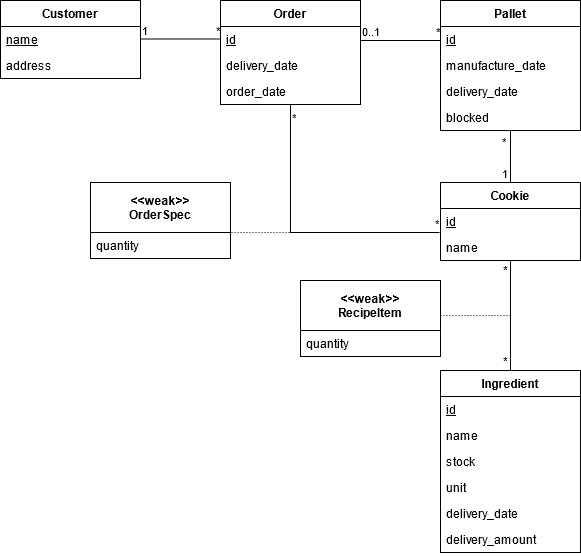 Customer
name
address
1
*
Order
id
delivery_date
order_date
0..1
*
Pallet
id
manufacture_date
delivery_date
blocked
*
*
1
<<weak>>
OrderSpec
quantity
*
Cookie
id
name
*
<<weak>>
RecipeItem
quantity
*
Ingredient
id
name
stock
unit
delivery_date
delivery_amount